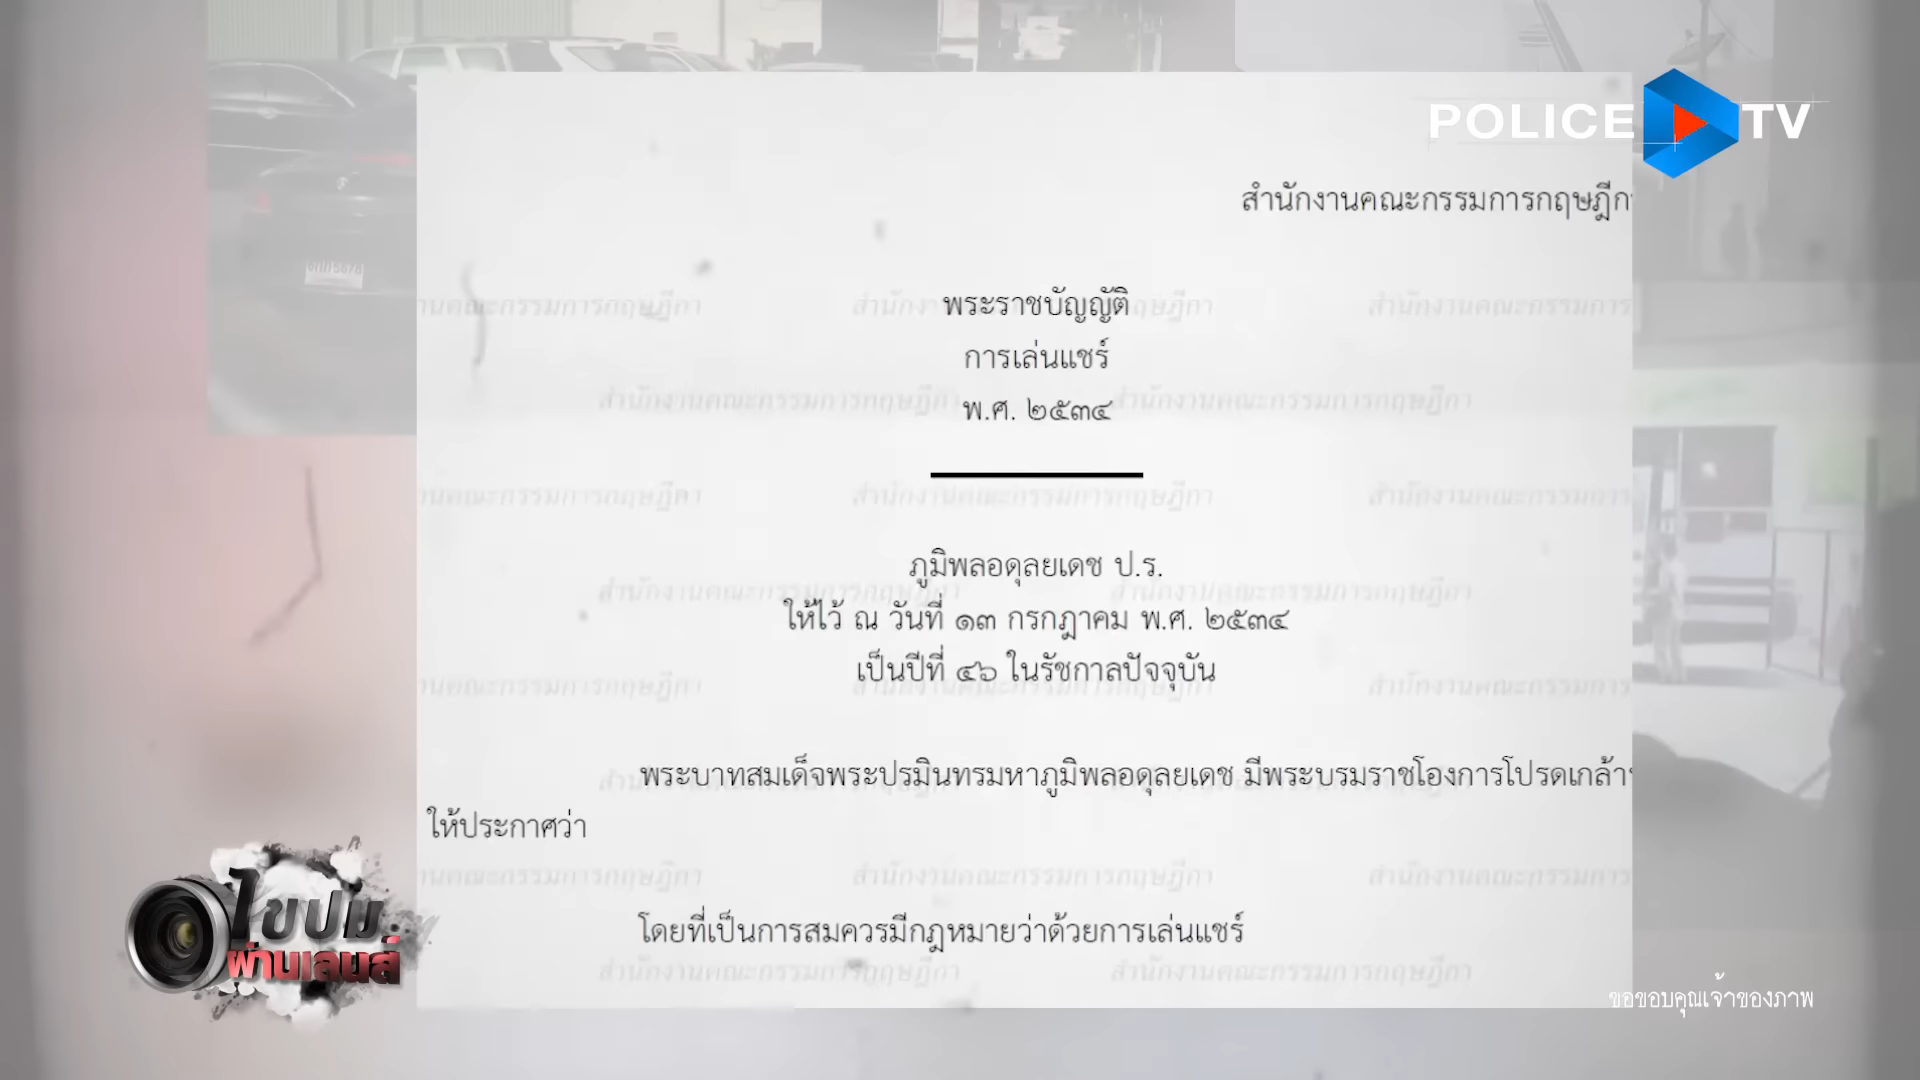 POLICE TV
สำนักงานคณะกรรมการกฤษฎีกา
พระราชบัญญัติ
การเล่นแชร์
พ.ศ. ๒๕๓๔
ภูมิพลอดุลยเดช ป.ร.
ให้ไว้ ณ วันที่ ๑๓ กรกฎาคม พ.ศ. ๒๕๓๔
เป็นปีที่ ๔๖ ในรัชกาลปัจจุบัน
พระบาทสมเด็จพระปรมินทรมหาภูมิพลอดุลยเดช มีพระบรมราชโองการโปรดเกล้า
ให้ประกาศว่า
โดยที่เป็นการสมควรมีกฎหมายว่าด้วยการเล่นแชร์
ไขปม
ผ่านเลนส์
ขอขอบคุณเจ้าของภาพ